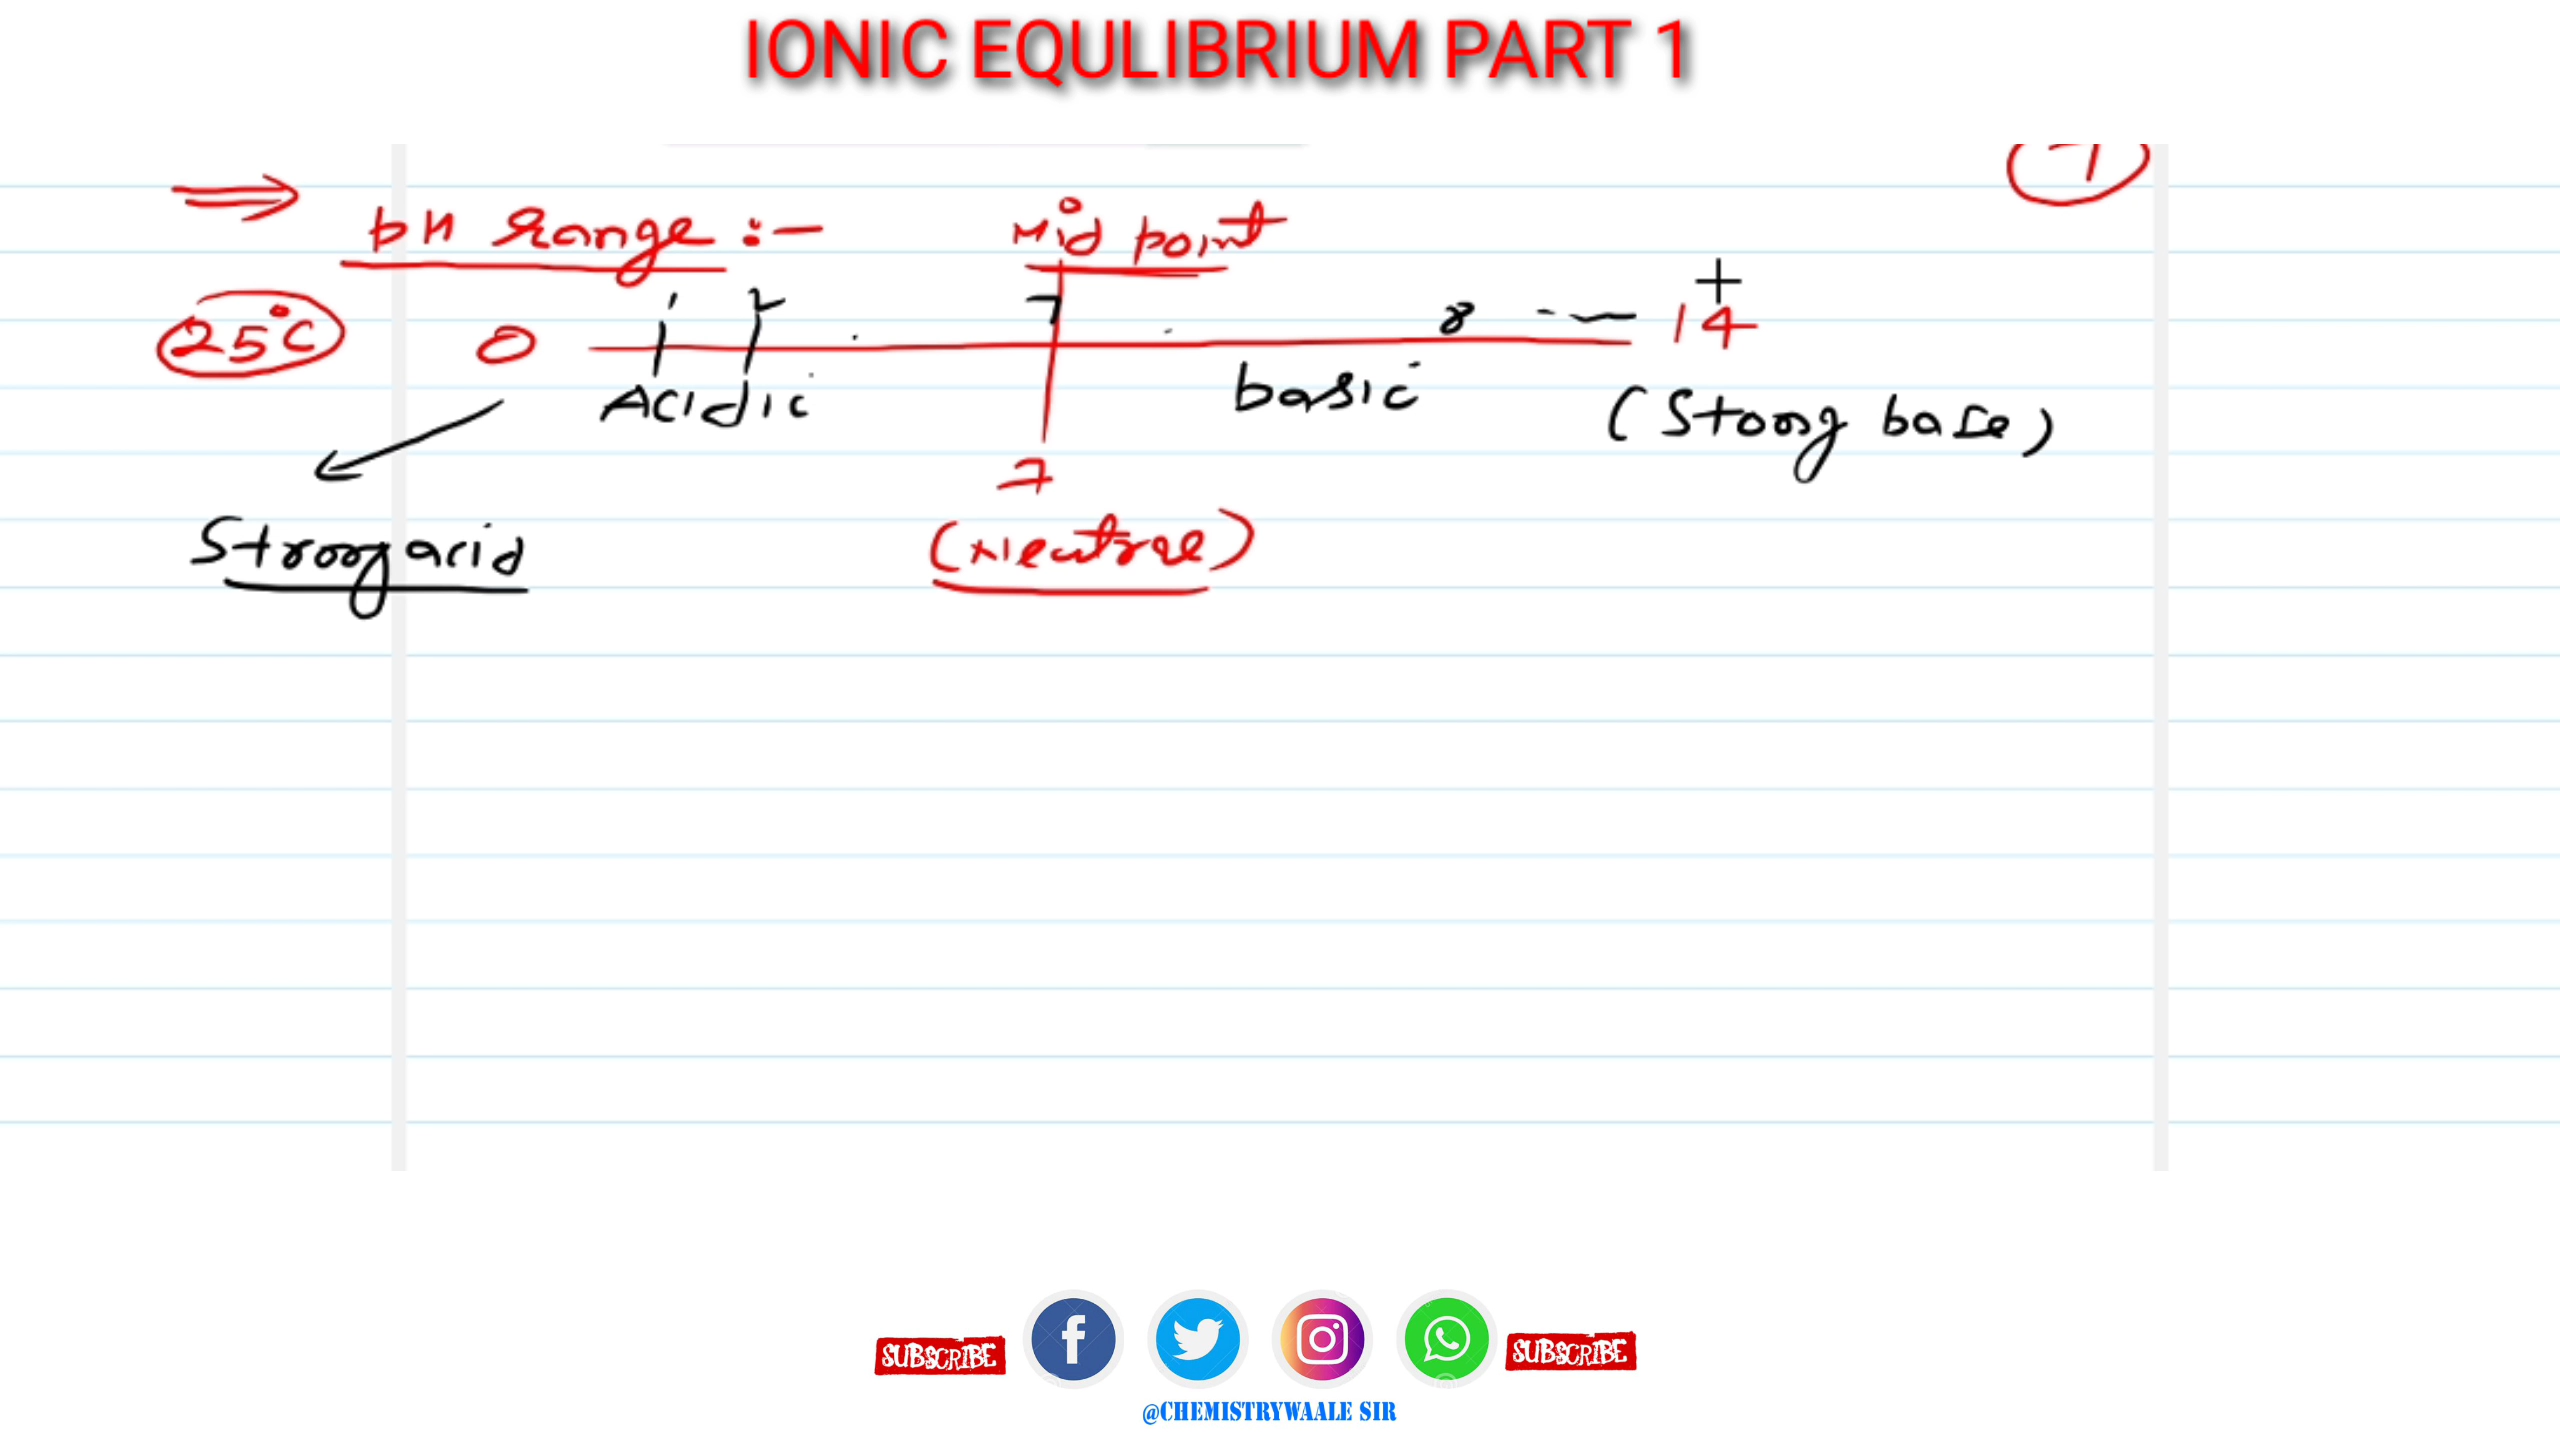 IONIC EQULIBRIUM PART 1
1
⇒ pH Range :- Mid point
25°C 0 1 2 7 8 -- 14
Acidic basic (Stong base)
7
Strong acid (Neutral)
SUBSCRIBE SUBSCRIBE
@CHEMISTRYWAALE SIR